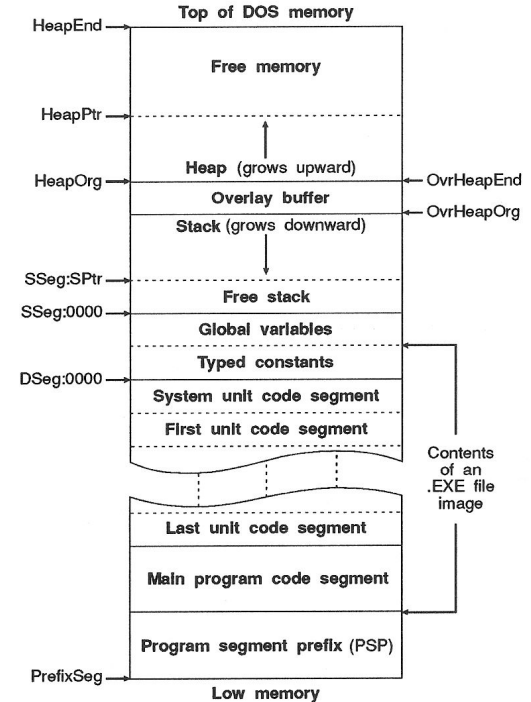 Top of DOS memory
HeapEnd
Free memory
HeapPtr
Heap (grows upward)
HeapOrg
OvrHeapEnd
Overlay buffer
OvrHeapOrg
Stack (grows downward)
SSeg:SPtr
Free stack
SSeg:0000
Global variables
Typed constants
DSeg:0000
System unit code segment
First unit code segment
Contents
of an
.EXE file
image
Last unit code segment
Main program code segment
Program segment prefix (PSP)
PrefixSeg
Low memory